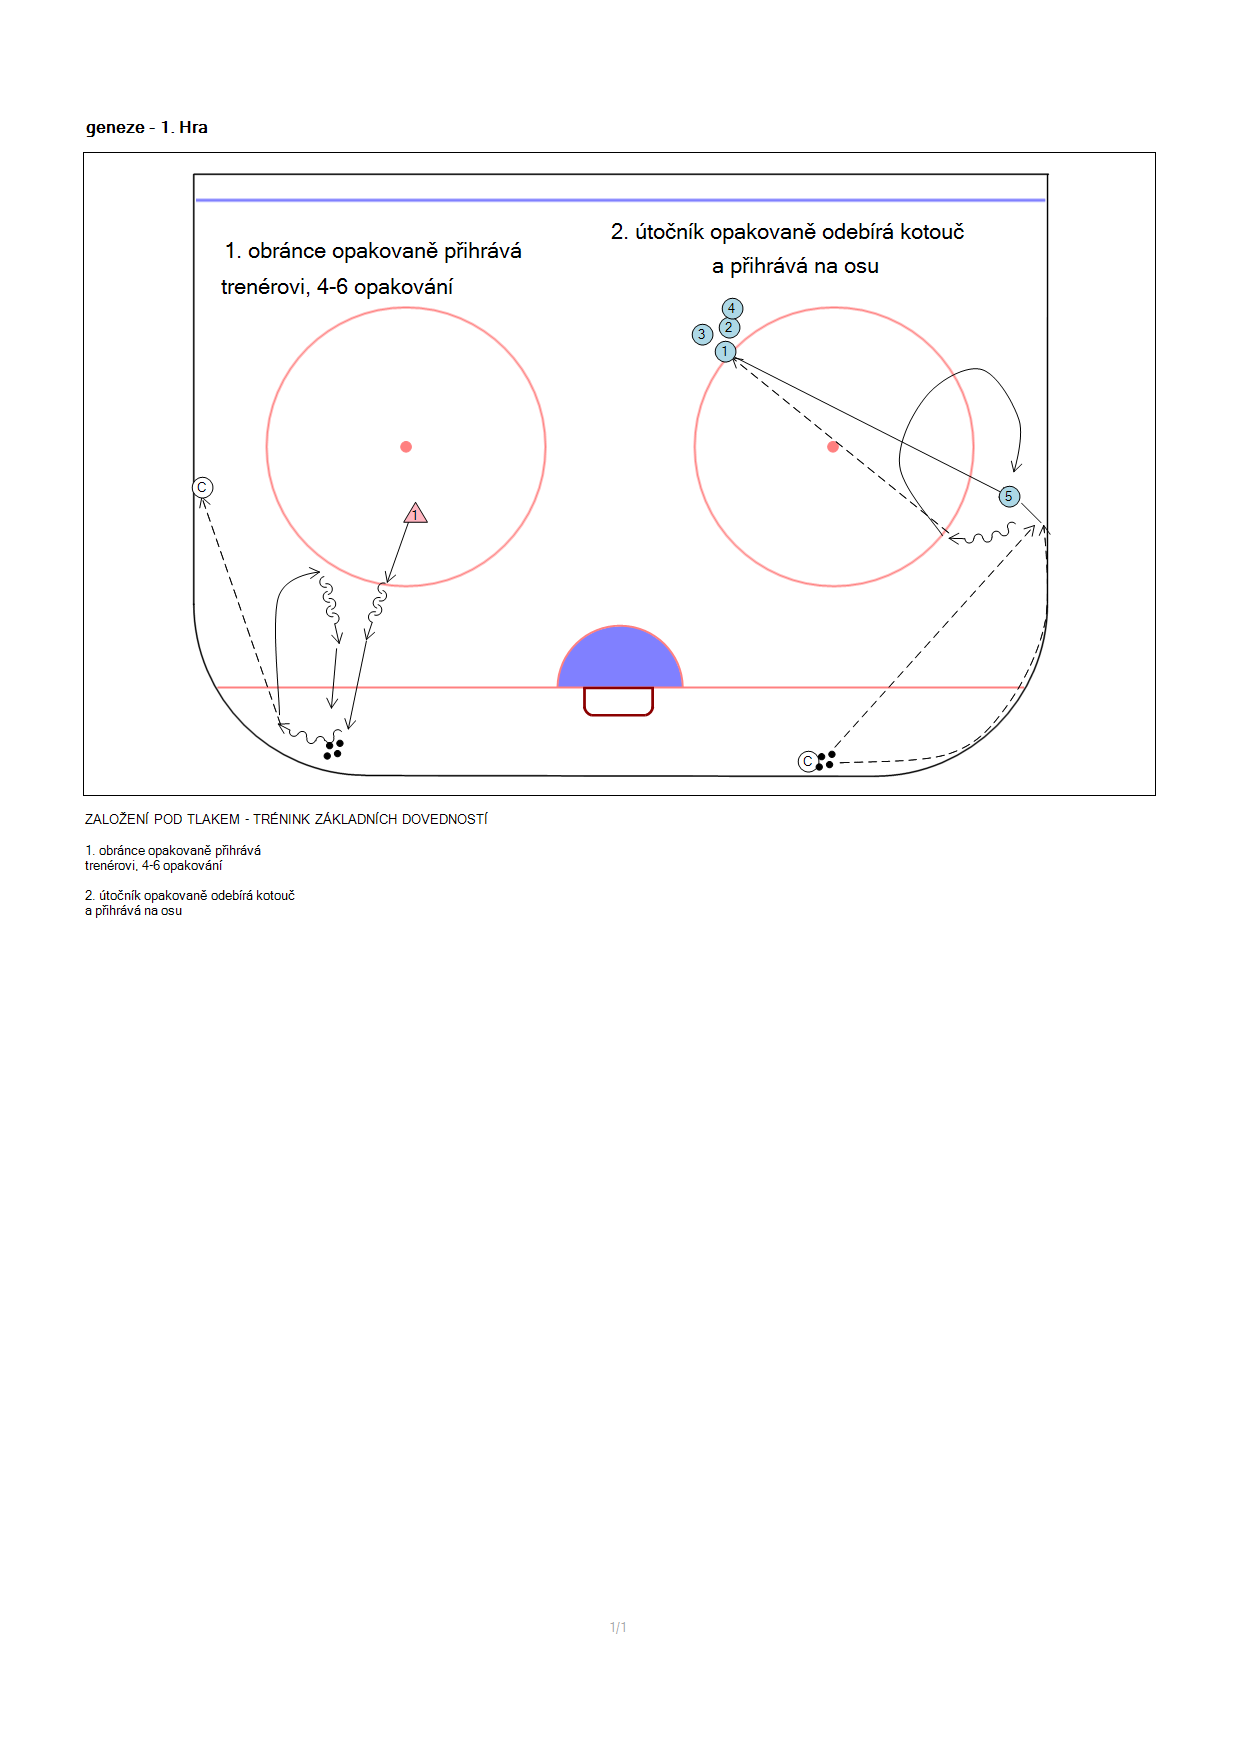 geneze - 1. Hra
1. obránce opakovaně přihrává
trenérovi, 4-6 opakování
2. útočník opakovaně odebírá kotouč
a přihrává na osu
4
3
2
1
C
1
5
C
ZALOŽENÍ POD TLAKEM - TRÉNINK ZÁKLADNÍCH DOVEDNOSTÍ
1. obránce opakovaně přihrává
trenérovi, 4-6 opakování
2. útočník opakovaně odebírá kotouč
a přihrává na osu
1/1